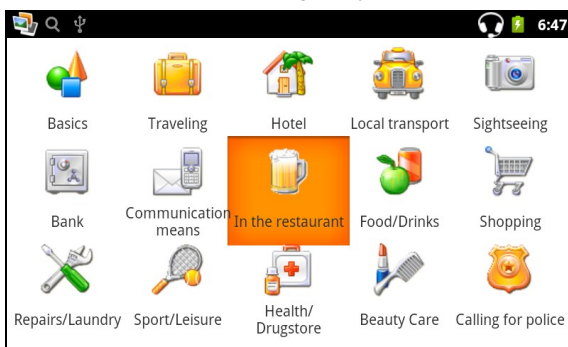 6:47
Basics
Traveling
Hotel
Local transport
Sightseeing
Bank
Communication
means
In the restaurant
Food/Drinks
Shopping
Repairs/Laundry
Sport/Leisure
Health/
Drugstore
Beauty Care
Calling for police